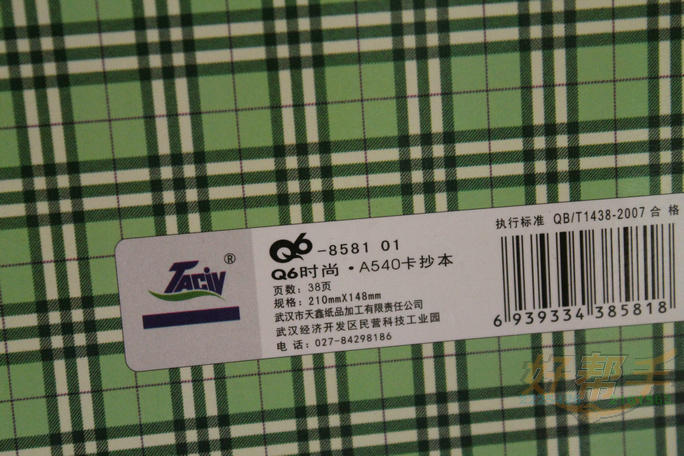 Taciv ®
Q6-8581 01
Q6时尚·A540卡抄本
页数：38页
规格：210mmX148mm
武汉市天鑫纸品加工有限责任公司
武汉经济开发区民营科技工业园
电话：027-84298186
执行标准 QB/T1438-2007 合格
6 939334 385818
好帮手